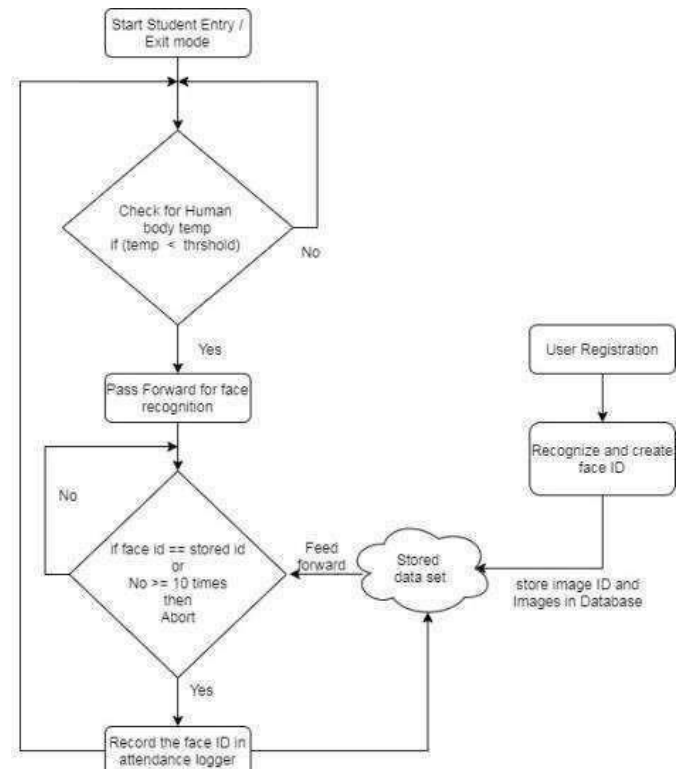 Start Student Entry /
Exit mode
Check for Human
body temp
if (temp < thrshold)
No
Yes
Pass Forward for face
recognition
No
if face id == stored id
or
No >= 10 times
then
Abort
Yes
Record the face ID in
attendance logger
Feed
forward
Stored
data set
User Registration
Recognize and create
face ID
store image ID and
Images in Database